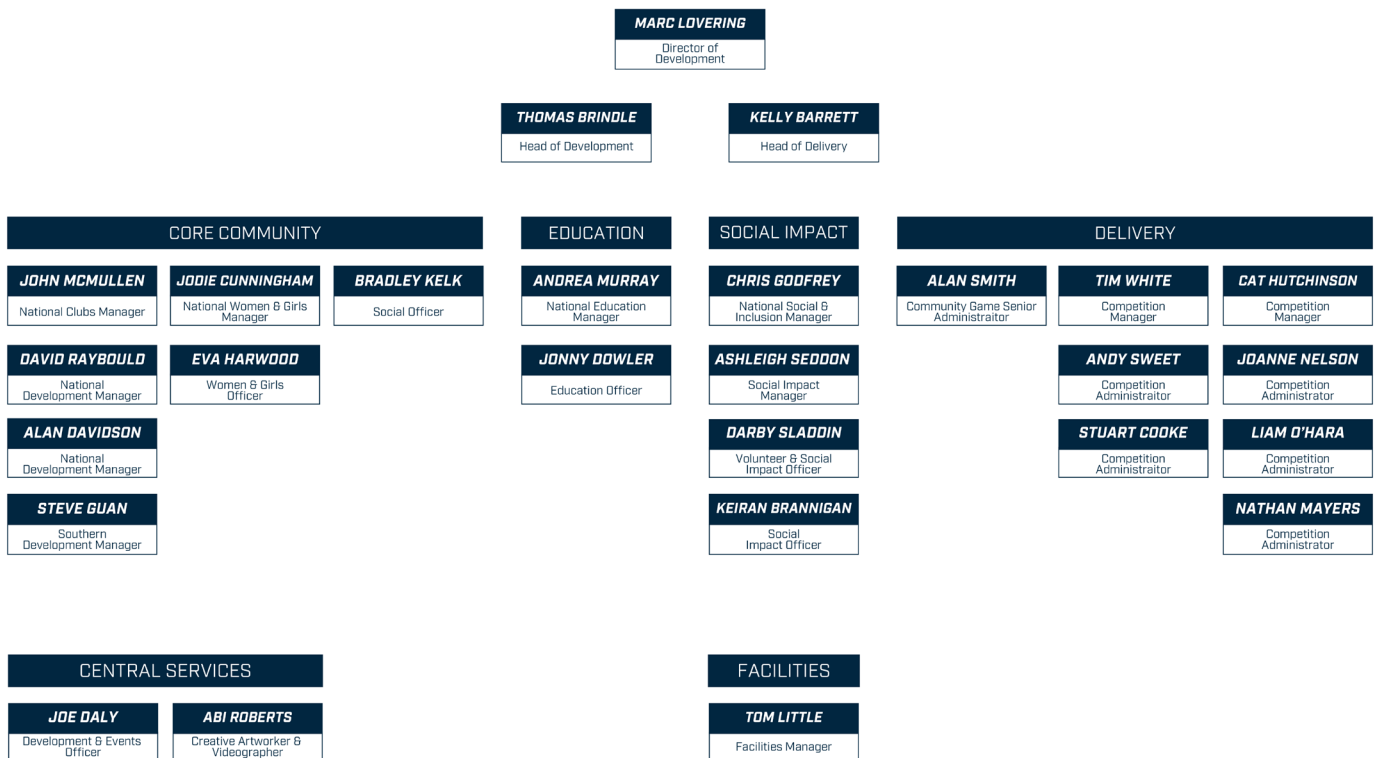 MARC LOVERING
Director of
Development
THOMAS BRINDLE
Head of Development
KELLY BARRETT
Head of Delivery
CORE COMMUNITY
JOHN MCMULLEN
National Clubs Manager
JODIE CUNNINGHAM
National Women & Girls
Manager
BRADLEY KELK
Social Officer
DAVID RAYBOULD
National
Development Manager
EVA HARWOOD
Women & Girls
Officer
ALAN DAVIDSON
National
Development Manager
STEVE GUAN
Southern
Development Manager
EDUCATION
ANDREA MURRAY
National Education
Manager
JONNY DOWLER
Education Officer
SOCIAL IMPACT
CHRIS GODFREY
National Social &
Inclusion Manager
ASHLEIGH SEDDON
Social Impact
Manager
DARBY SLADDIN
Volunteer & Social
Impact Officer
KEIRAN BRANNIGAN
Social
Impact Officer
DELIVERY
ALAN SMITH
Community Game Senior
Administraitor
TIM WHITE
Competition
Manager
CAT HUTCHINSON
Competition
Manager
ANDY SWEET
Competition
Administraitor
JOANNE NELSON
Competition
Administrator
STUART COOKE
Competition
Administraitor
LIAM O'HARA
Competition
Administrator
NATHAN MAYERS
Competition
Administrator
CENTRAL SERVICES
JOE DALY
Development & Events
Officer
ABI ROBERTS
Creative Artworker &
Videographer
FACILITIES
TOM LITTLE
Facilities Manager